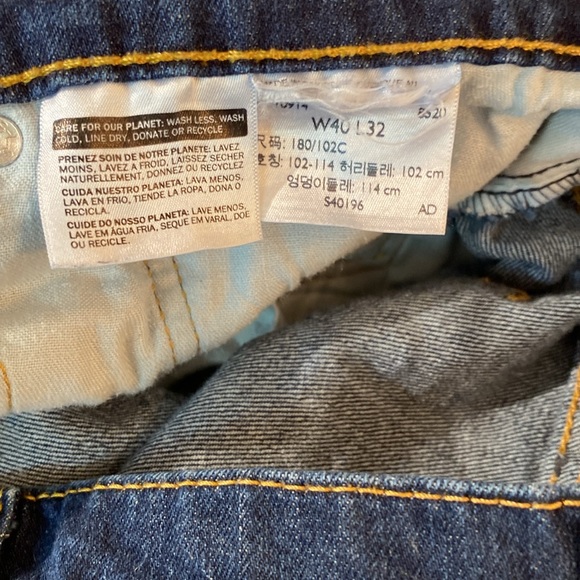 CARE FOR OUR PLANET: WASH LESS, WASH
COLD, LINE DRY, DONATE OR RECYCLE
PRENEZ SOIN DE NOTRE PLANÈTE: LAVEZ
MOINS, LAVEZ A FROID, LAISSEZ SECHER
NATURELLEMENT, DONNEZ OU RECYCLEZ.
CUIDA NUESTRO PLANETA: LAVA MENOS,
LAVA EN FRIO, TIENDE LA ROPA, DONA O
RECICLA.
CUIDE DO NOSSO PLANETA: LAVE MENOS,
LAVE EM ÁGUA FRIA, SEQUE EM VARAL, DOE
OU RECICLE.
W40 L32
尺码: 180/102C
호칭: 102-114 허리둘레: 102 cm
엉덩이둘레: 114 cm
S40196 AD